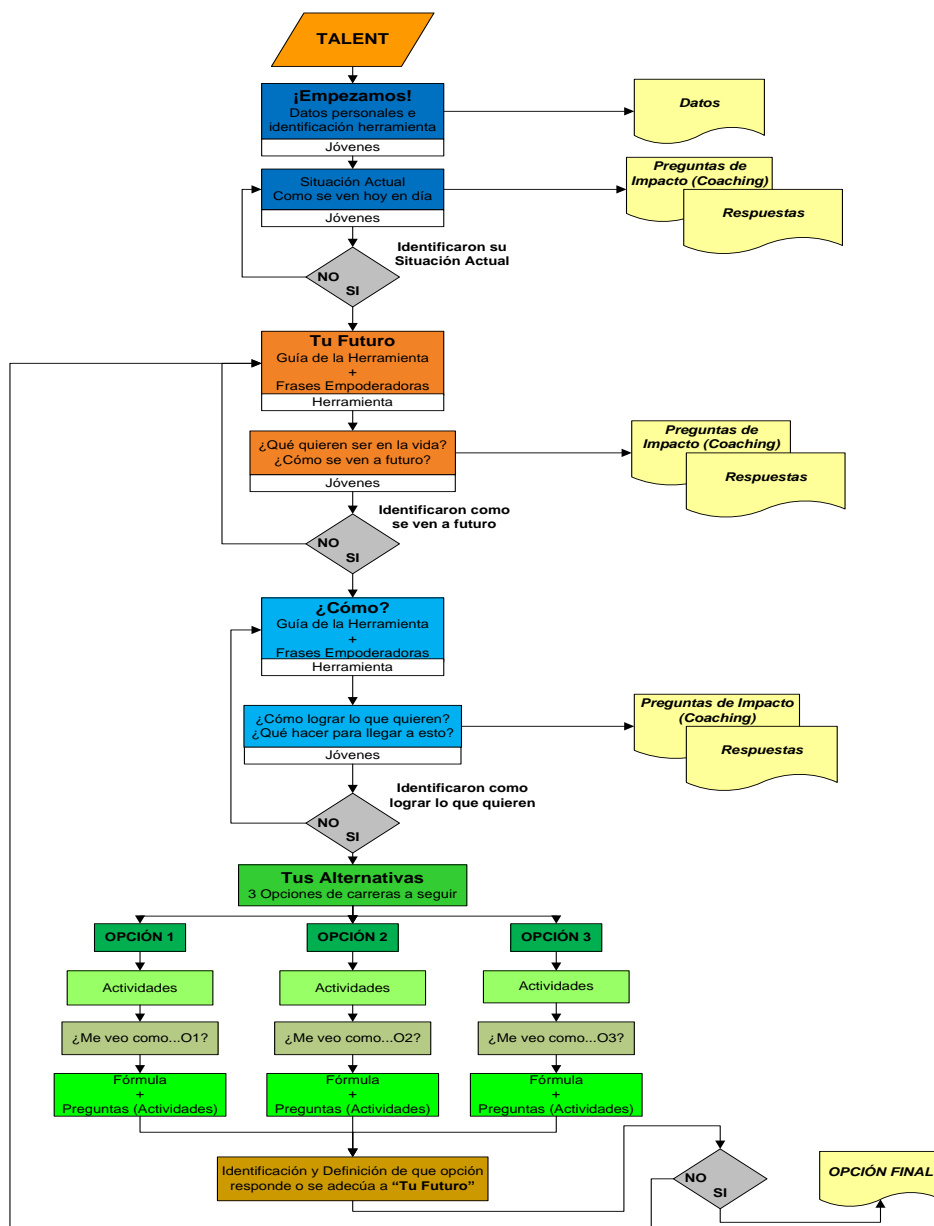 TALENT
¡Empezamos!
Datos personales e
identificación herramienta
Jóvenes
Datos
Situación Actual
Como se ven hoy en día
Jóvenes
Preguntas de
Impacto (Coaching)
Respuestas
Identificaron su
Situación Actual
NO
SI
Tu Futuro
Guía de la Herramienta
+
Frases Empoderadoras
Herramienta
¿Qué quieren ser en la vida?
¿Cómo se ven a futuro?
Jóvenes
Preguntas de
Impacto (Coaching)
Respuestas
Identificaron como
se ven a futuro
NO
SI
¿Cómo?
Guía de la Herramienta
+
Frases Empoderadoras
Herramienta
¿Cómo lograr lo que quieren?
¿Qué hacer para llegar a esto?
Jóvenes
Preguntas de Impacto
(Coaching)
Respuestas
Identificaron como
lograr lo que quieren
NO
SI
Tus Alternativas
3 Opciones de carreras a seguir
OPCIÓN 1
OPCIÓN 2
OPCIÓN 3
Actividades
Actividades
Actividades
¿Me veo como...O1?
¿Me veo como...O2?
¿Me veo como...O3?
Fórmula
+
Preguntas (Actividades)
Fórmula
+
Preguntas (Actividades)
Fórmula
+
Preguntas (Actividades)
Identificación y Definición de que opción
responde o se adecúa a “Tu Futuro”
NO
SI
OPCIÓN FINAL